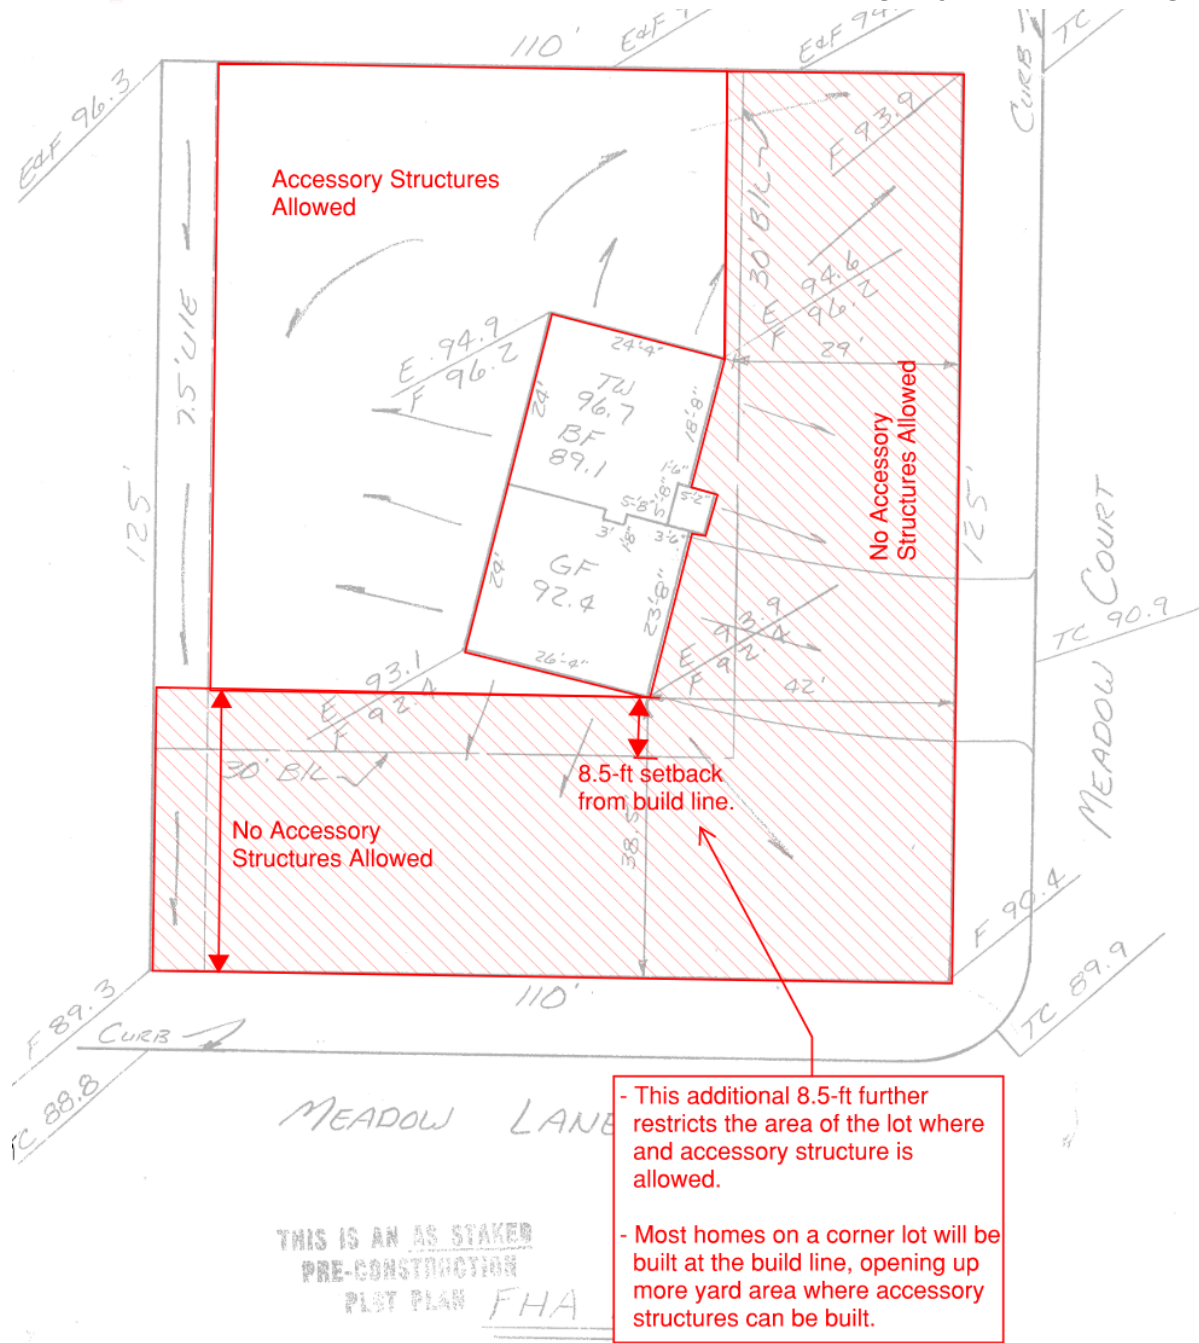 110'
E&F 9
E&F 94.
TC
CURB
E&F 96.3
F 93.9
Accessory Structures
Allowed
30' B/L
94.6
E 96.2
F
7.5' U/E
E 94.9
F 96.2
24'-4"
29'
TW
96.7
BF
89.1
24'
18'-8"
No Accessory
Structures Allowed
1'-6"
5'-2"
5'-8"
5'-8"
3'
1'-8"
3'-6"
125'
125'
GF
92.4
24'
23'-8"
26'-4"
E 93.9
F 92.4
MEADOW COURT
TC 90.9
E 93.1
F 92.4
42'
30' B/L
8.5-ft setback
from build line.
38.5
No Accessory
Structures Allowed
F 90.4
TC 89.9
110'
F 89.3
CURB
TC 88.8
MEADOW LANE
- This additional 8.5-ft further
restricts the area of the lot where
and accessory structure is
allowed.
- Most homes on a corner lot will be
built at the build line, opening up
more yard area where accessory
structures can be built.
THIS IS AN AS STAKED
PRE-CONSTRUCTION
PLOT PLAN
FHA